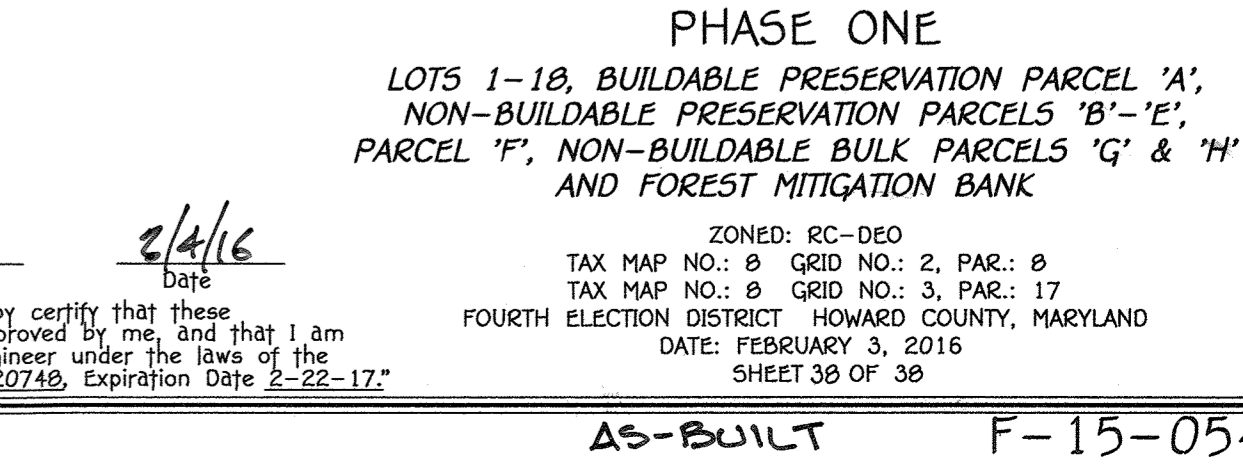 PHASE ONE
LOTS 1-18, BUILDABLE PRESERVATION PARCEL 'A',
NON-BUILDABLE PRESERVATION PARCELS 'B'-'E',
PARCEL 'F', NON-BUILDABLE BULK PARCELS 'G' & 'H'
AND FOREST MITIGATION BANK
ZONED: RC-DEO
TAX MAP NO.: 8 GRID NO.: 2, PAR.: 8
TAX MAP NO.: 8 GRID NO.: 3, PAR.: 17
FOURTH ELECTION DISTRICT HOWARD COUNTY, MARYLAND
DATE: FEBRUARY 3, 2016
SHEET 38 OF 38
2/4/16
Date
certify that these
by me, and that I am
under the laws of the
20748, Expiration Date 2-22-17."
AS-BUILT F-15-05